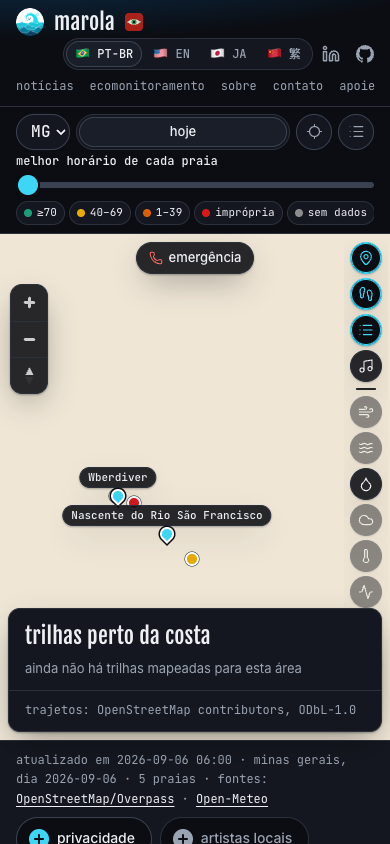 marola
PT-BR EN JA 繁
notícias ecomonitoramento sobre contato apoie
MG hoje
melhor horário de cada praia
≥70 40–69 1–39 imprópria sem dados
emergência
Wberdiver
Nascente do Rio São Francisco
trilhas perto da costa
ainda não há trilhas mapeadas para esta área
trajetos: OpenStreetMap contributors, ODbL-1.0
atualizado em 2026-09-06 06:00 · minas gerais,
dia 2026-09-06 · 5 praias · fontes:
OpenStreetMap/Overpass · Open-Meteo
privacidade artistas locais